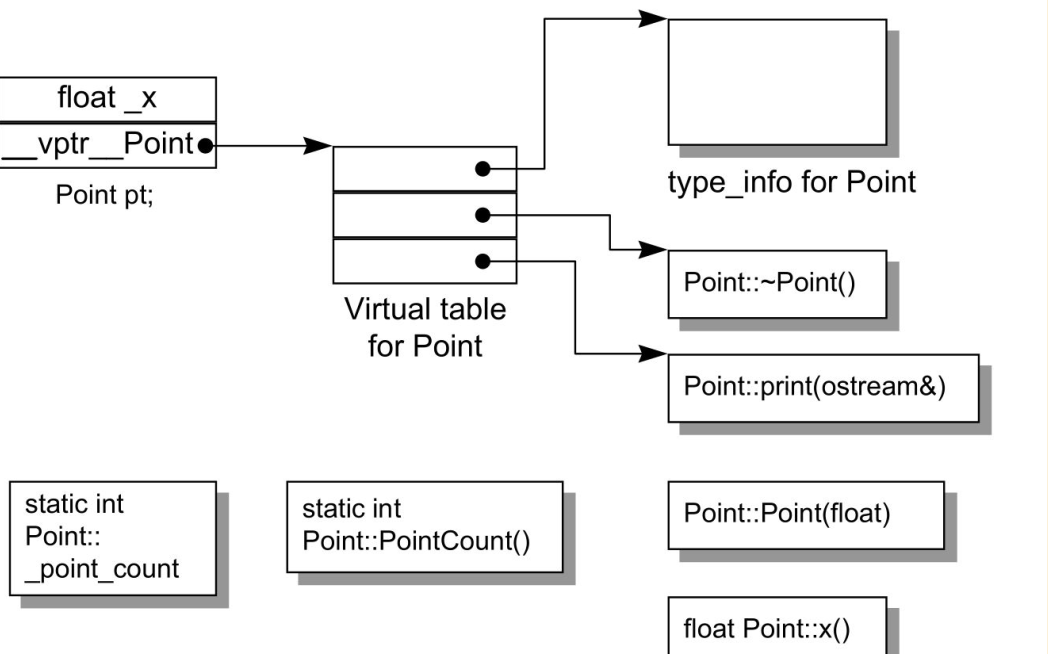 float _x
__vptr__Point
Point pt;
Virtual table
for Point
type_info for Point
Point::~Point()
Point::print(ostream&)
static int
Point::
_point_count
static int
Point::PointCount()
Point::Point(float)
float Point::x()